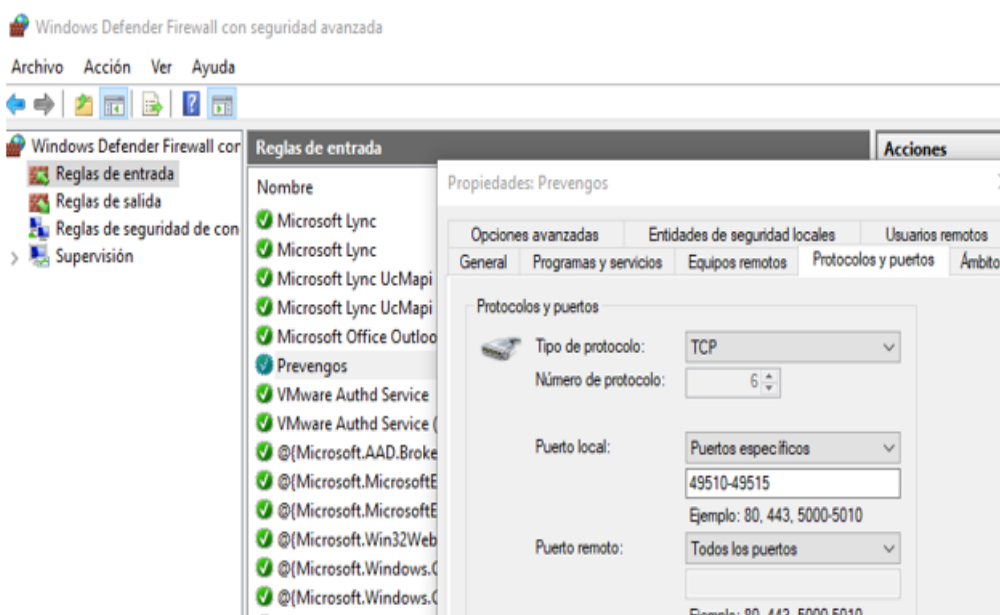 Windows Defender Firewall con seguridad avanzada
Archivo Acción Ver Ayuda
Windows Defender Firewall con
Reglas de entrada
Reglas de salida
Reglas de seguridad de con
Supervisión
Reglas de entrada
Nombre
Microsoft Lync
Microsoft Lync
Microsoft Lync UcMapi
Microsoft Lync UcMapi
Microsoft Office Outloo
Prevengos
VMware Authd Service
VMware Authd Service (
@{Microsoft.AAD.Broke
@{Microsoft.MicrosoftE
@{Microsoft.MicrosoftE
@{Microsoft.Win32Web
@{Microsoft.Windows.C
@{Microsoft.Windows.C
Acciones
Propiedades: Prevengos
Opciones avanzadas Entidades de seguridad locales Usuarios remotos
General Programas y servicios Equipos remotos Protocolos y puertos Ámbito
Protocolos y puertos
Tipo de protocolo: TCP
Número de protocolo: 6
Puerto local: Puertos específicos
49510-49515
Ejemplo: 80, 443, 5000-5010
Puerto remoto: Todos los puertos
Ejemplo: 80, 443, 5000-5010